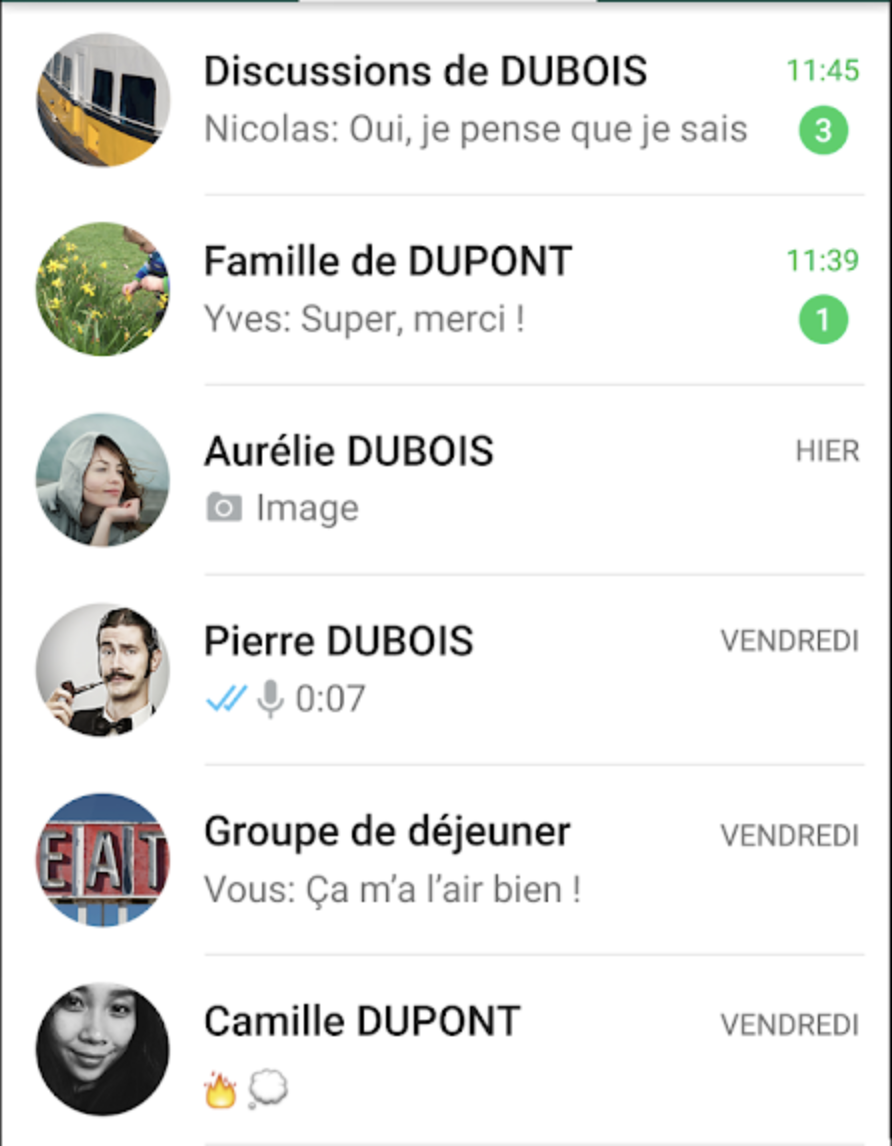 Discussions de DUBOIS 11:45
Nicolas: Oui, je pense que je sais 3
Famille de DUPONT 11:39
Yves: Super, merci ! 1
Aurélie DUBOIS HIER
Image
Pierre DUBOIS VENDREDI
0:07
EAT
Groupe de déjeuner VENDREDI
Vous: Ça m’a l’air bien !
Camille DUPONT VENDREDI
🔥💭